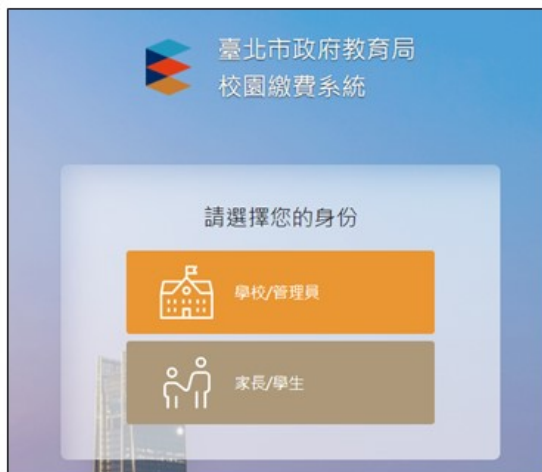 臺北市政府教育局
校園繳費系統
請選擇您的身份
學校/管理員
家長/學生